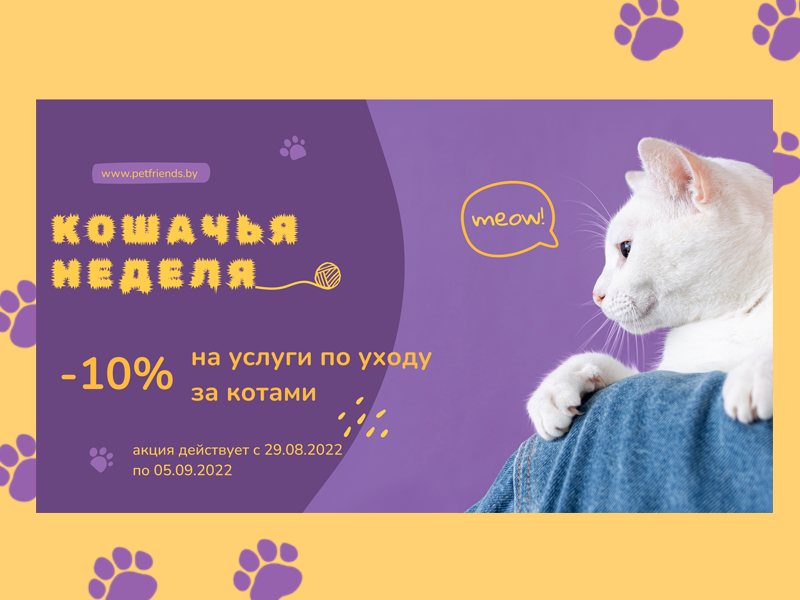 www.petfriends.by
КОШАЧЬЯ
НЕДЕЛЯ
meow!
-10%
на услуги по уходу
за котами
акция действует с 29.08.2022
по 05.09.2022